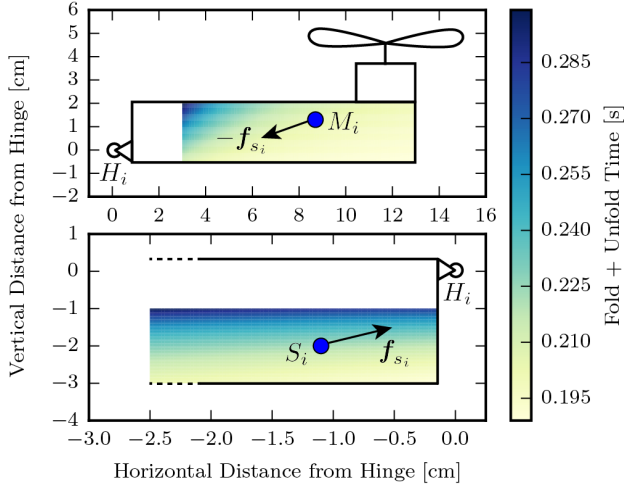 6
5
4
3
2
1
0
−1
−2
0 2 4 6 8 10 12 14 16
H_i
−f_{s_i}
M_i
1
0
−1
−2
−3
−4
−3.0 −2.5 −2.0 −1.5 −1.0 −0.5 0.0
H_i
S_i
f_{s_i}
Vertical Distance from Hinge [cm]
Horizontal Distance from Hinge [cm]
0.285
0.270
0.255
0.240
0.225
0.210
0.195
Fold + Unfold Time [s]